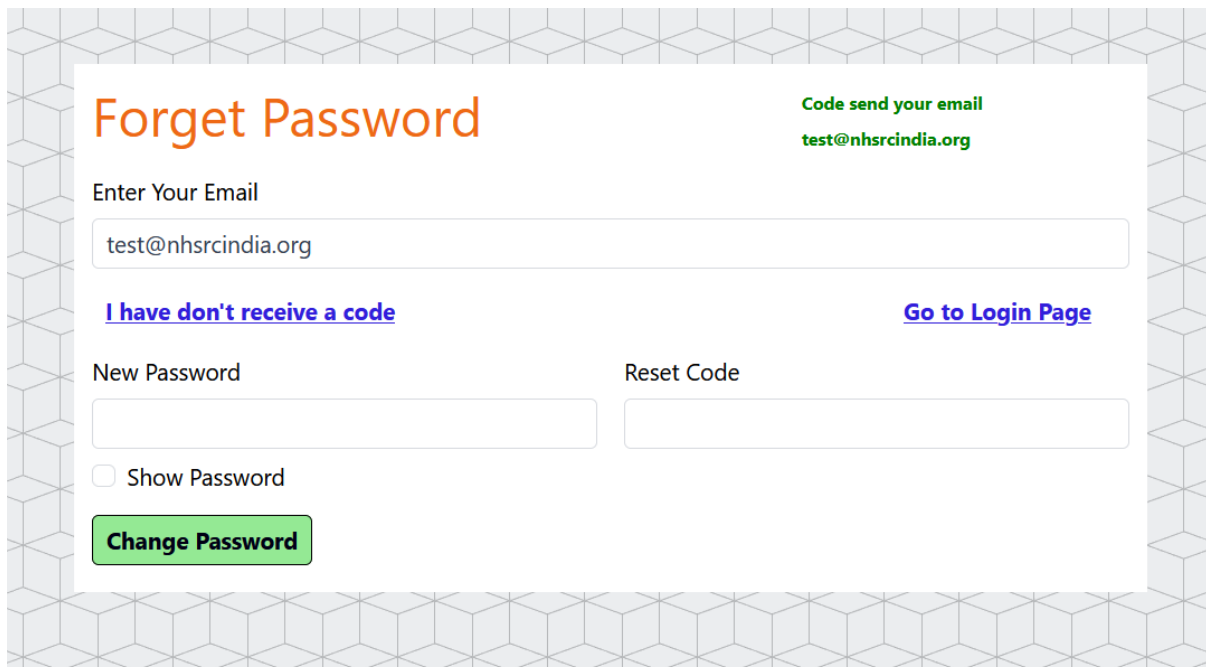 Forget Password
Code send your email
test@nhsrcindia.org
Enter Your Email
test@nhsrcindia.org
I have don't receive a code
Go to Login Page
New Password
Reset Code
Show Password
Change Password